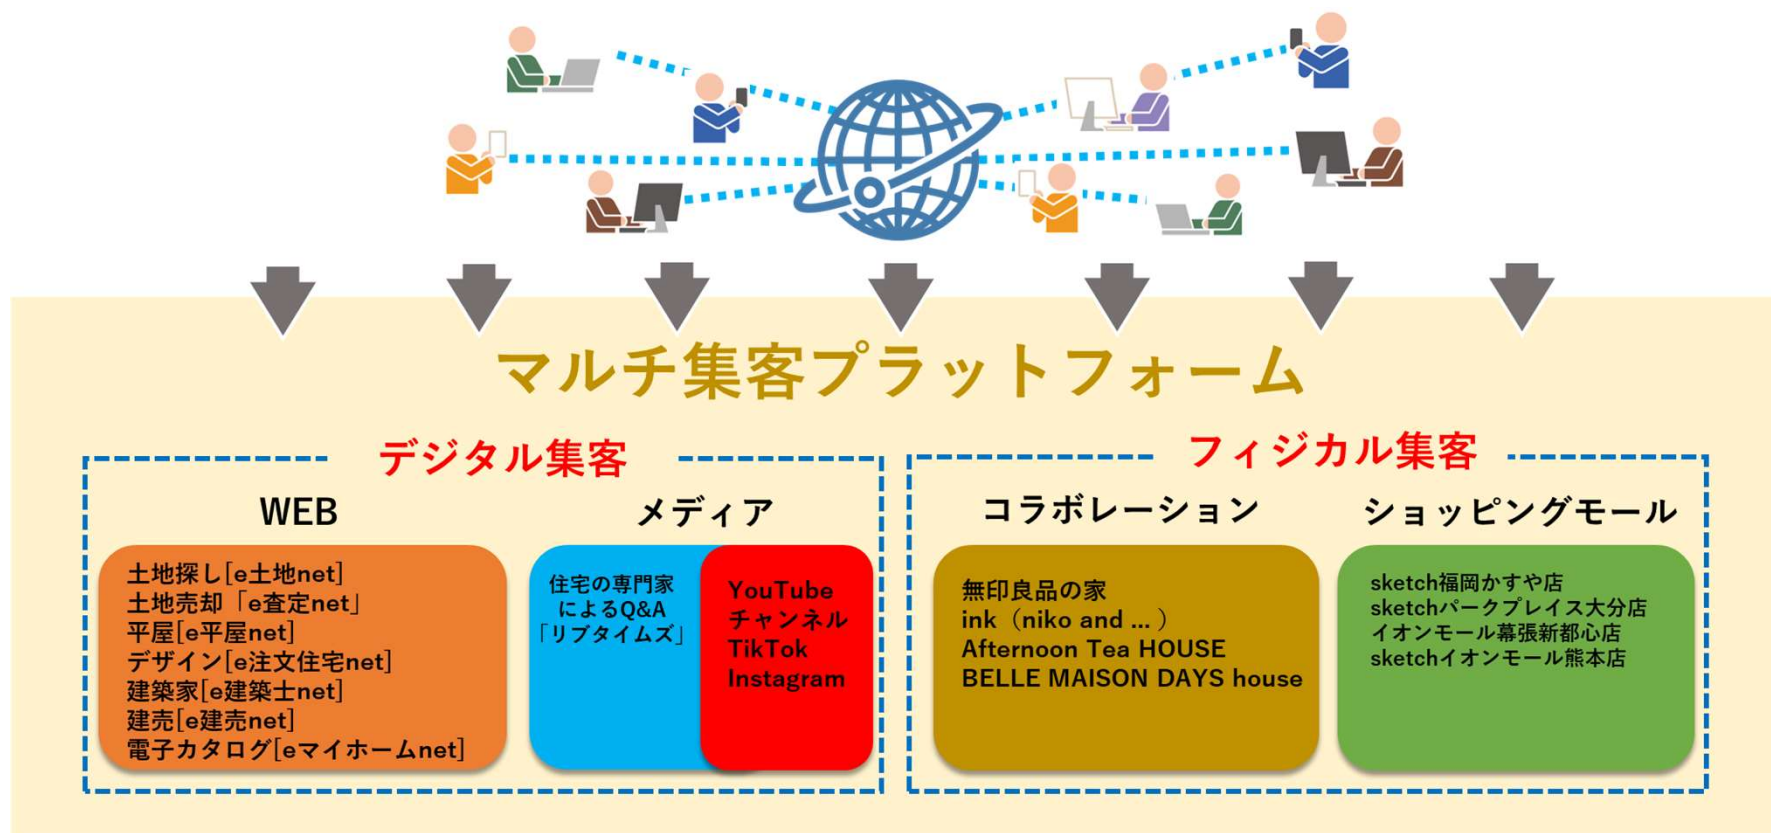 マルチ集客プラットフォーム
デジタル集客
WEB
土地探し[e土地net]
土地売却「e査定net」
平屋[e平屋net]
デザイン[e注文住宅net]
建築家[e建築士net]
建売[e建売net]
電子カタログ[eマイホームnet]
メディア
住宅の専門家
によるQ&A
「リブタイムズ」
YouTube
チャンネル
TikTok
Instagram
フィジカル集客
コラボレーション
無印良品の家
ink（niko and ... ）
Afternoon Tea HOUSE
BELLE MAISON DAYS house
ショッピングモール
sketch福岡かすや店
sketchパークプレイス大分店
イオンモール幕張新都心店
sketchイオンモール熊本店